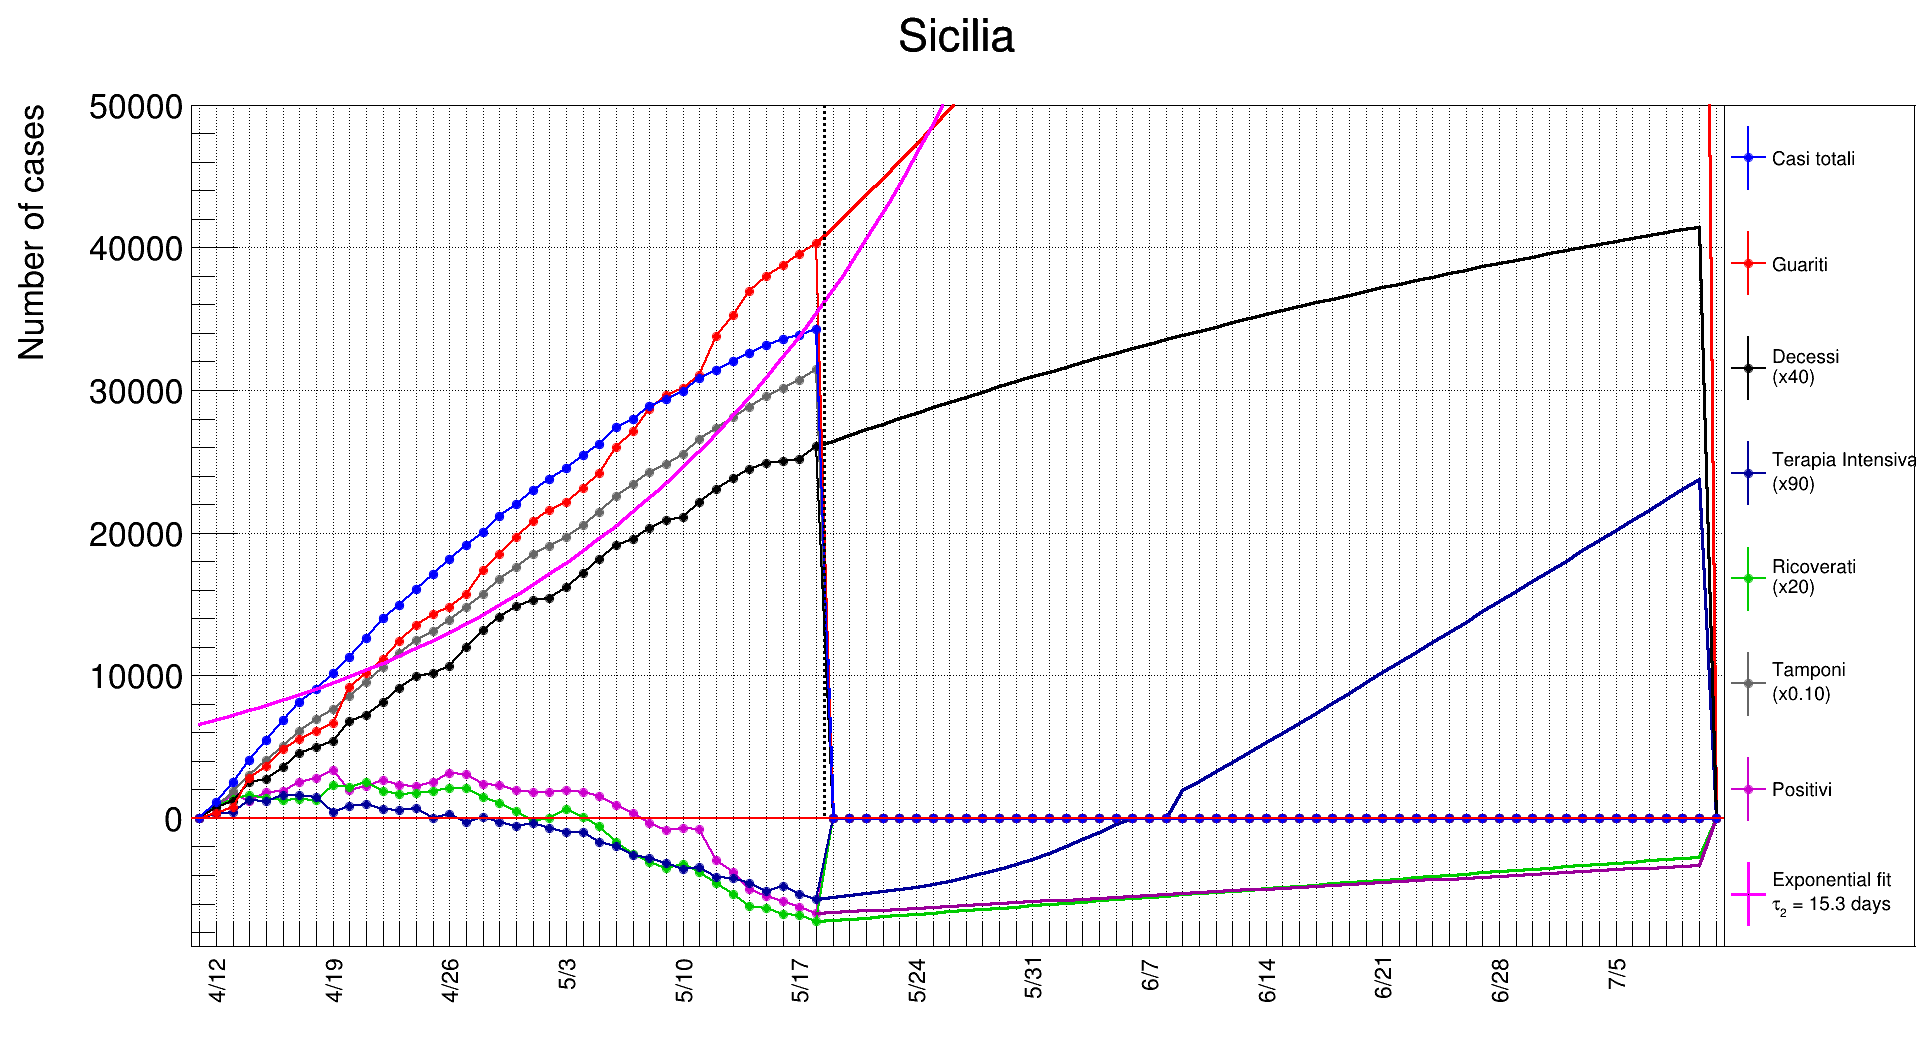 Sicilia
Number of cases
50000
40000
30000
20000
10000
0
4/12
4/19
4/26
5/3
5/10
5/17
5/24
5/31
6/7
6/14
6/21
6/28
7/5
Casi totali
Guariti
Decessi
(x40)
Terapia Intensiva
(x90)
Ricoverati
(x20)
Tamponi
(x0.10)
Positivi
Exponential fit
τ2 = 15.3 days